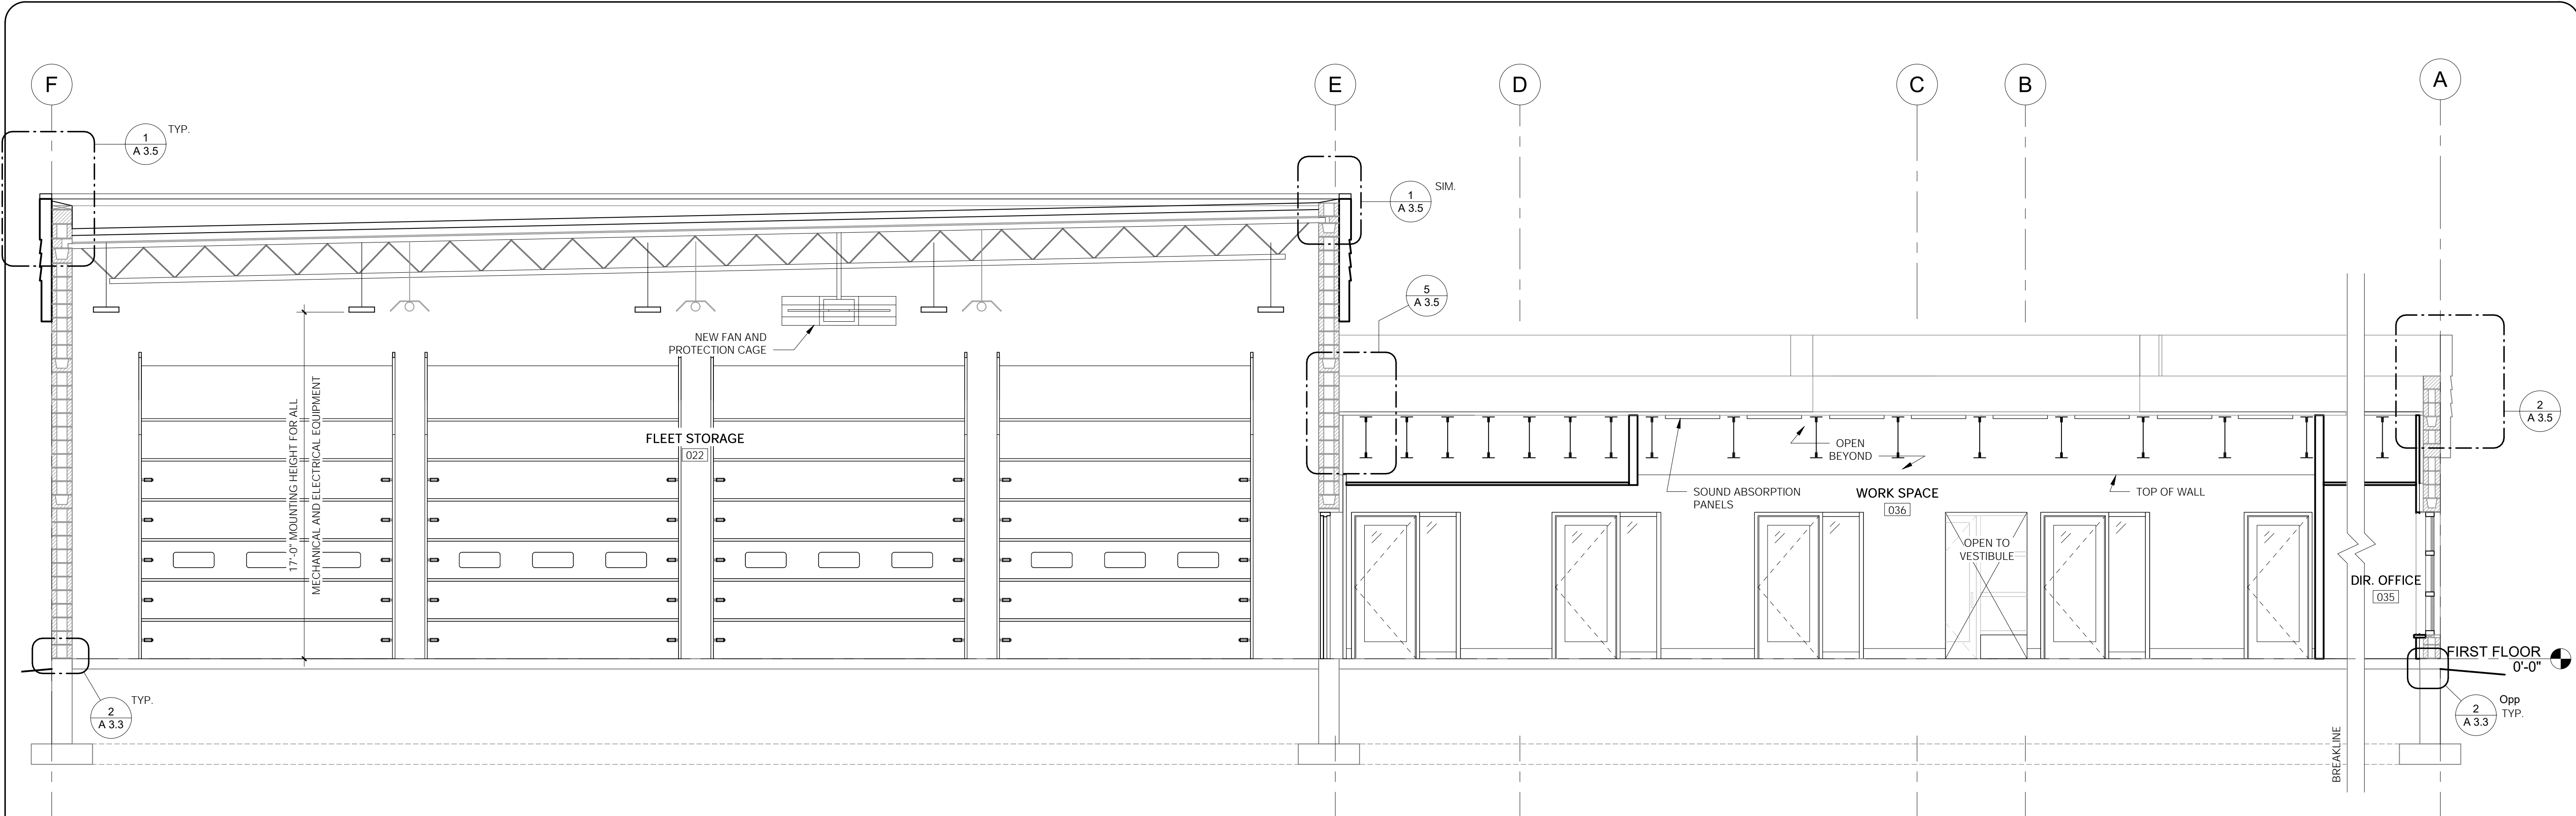 F
E
D
C
B
A
1
A 3.5
TYP.
1
A 3.5
SIM.
5
A 3.5
2
A 3.5
NEW FAN AND
PROTECTION CAGE
17'-0" MOUNTING HEIGHT FOR ALL
MECHANICAL AND ELECTRICAL EQUIPMENT
FLEET STORAGE
022
OPEN
BEYOND
SOUND ABSORPTION
PANELS
WORK SPACE
036
TOP OF WALL
OPEN TO
VESTIBULE
DIR. OFFICE
035
FIRST FLOOR
0'-0"
2
A 3.3
TYP.
2
A 3.3
Opp
TYP.
BREAKLINE